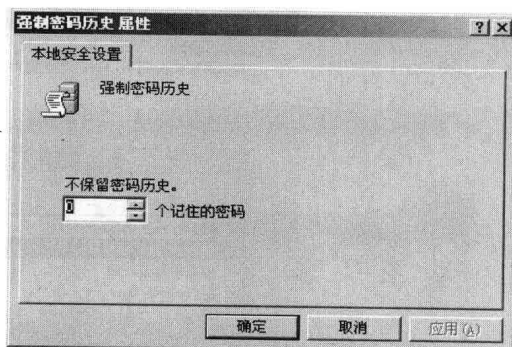 强制密码历史 属性
本地安全设置
强制密码历史
不保留密码历史。
0 个记住的密码
确定 取消 应用(A)